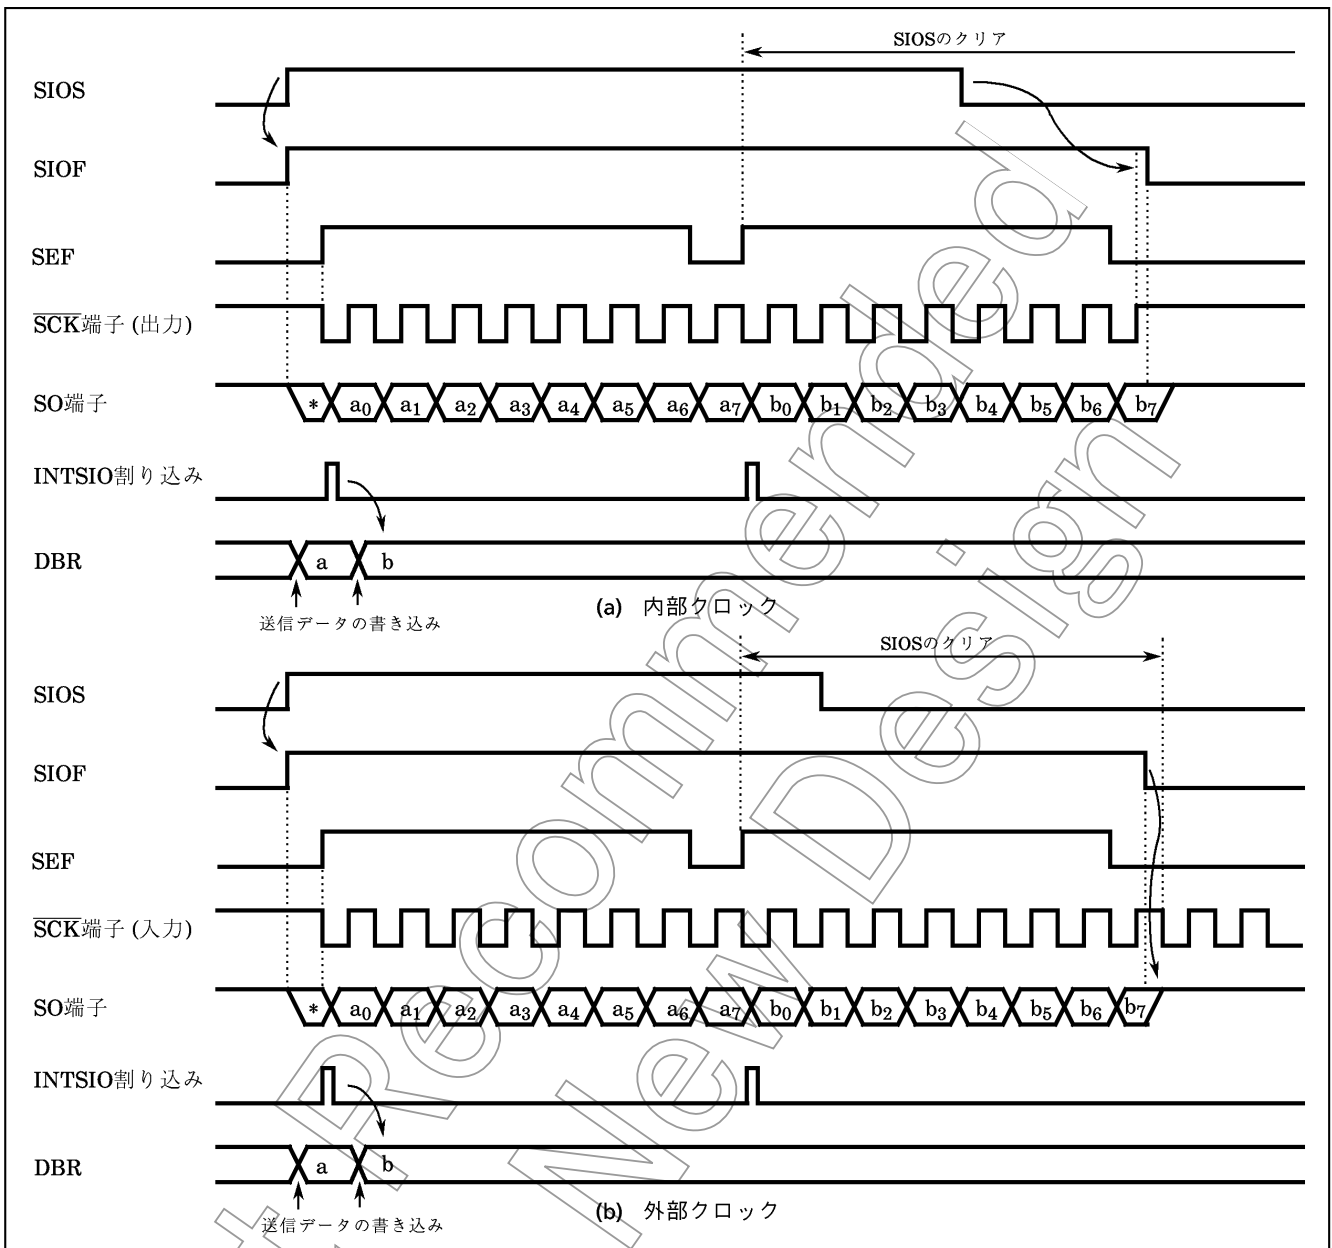 SIOSのクリア
SIOS
SIOF
SEF
SCK端子 (出力)
SO端子
* a0 a1 a2 a3 a4 a5 a6 a7 b0 b1 b2 b3 b4 b5 b6 b7
INTSIO割り込み
DBR
a b
送信データの書き込み
(a) 内部クロック
SIOSのクリア
SIOS
SIOF
SEF
SCK端子 (入力)
SO端子
* a0 a1 a2 a3 a4 a5 a6 a7 b0 b1 b2 b3 b4 b5 b6 b7
INTSIO割り込み
DBR
a b
送信データの書き込み
(b) 外部クロック
t Recommended
New Design